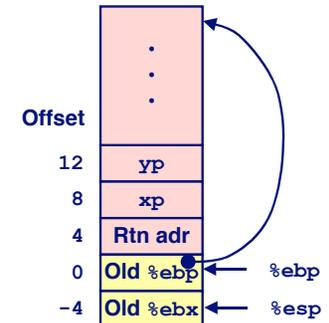 Offset
12 yp
8 xp
4 Rtn adr
0 Old %ebp %ebp
-4 Old %ebx %esp